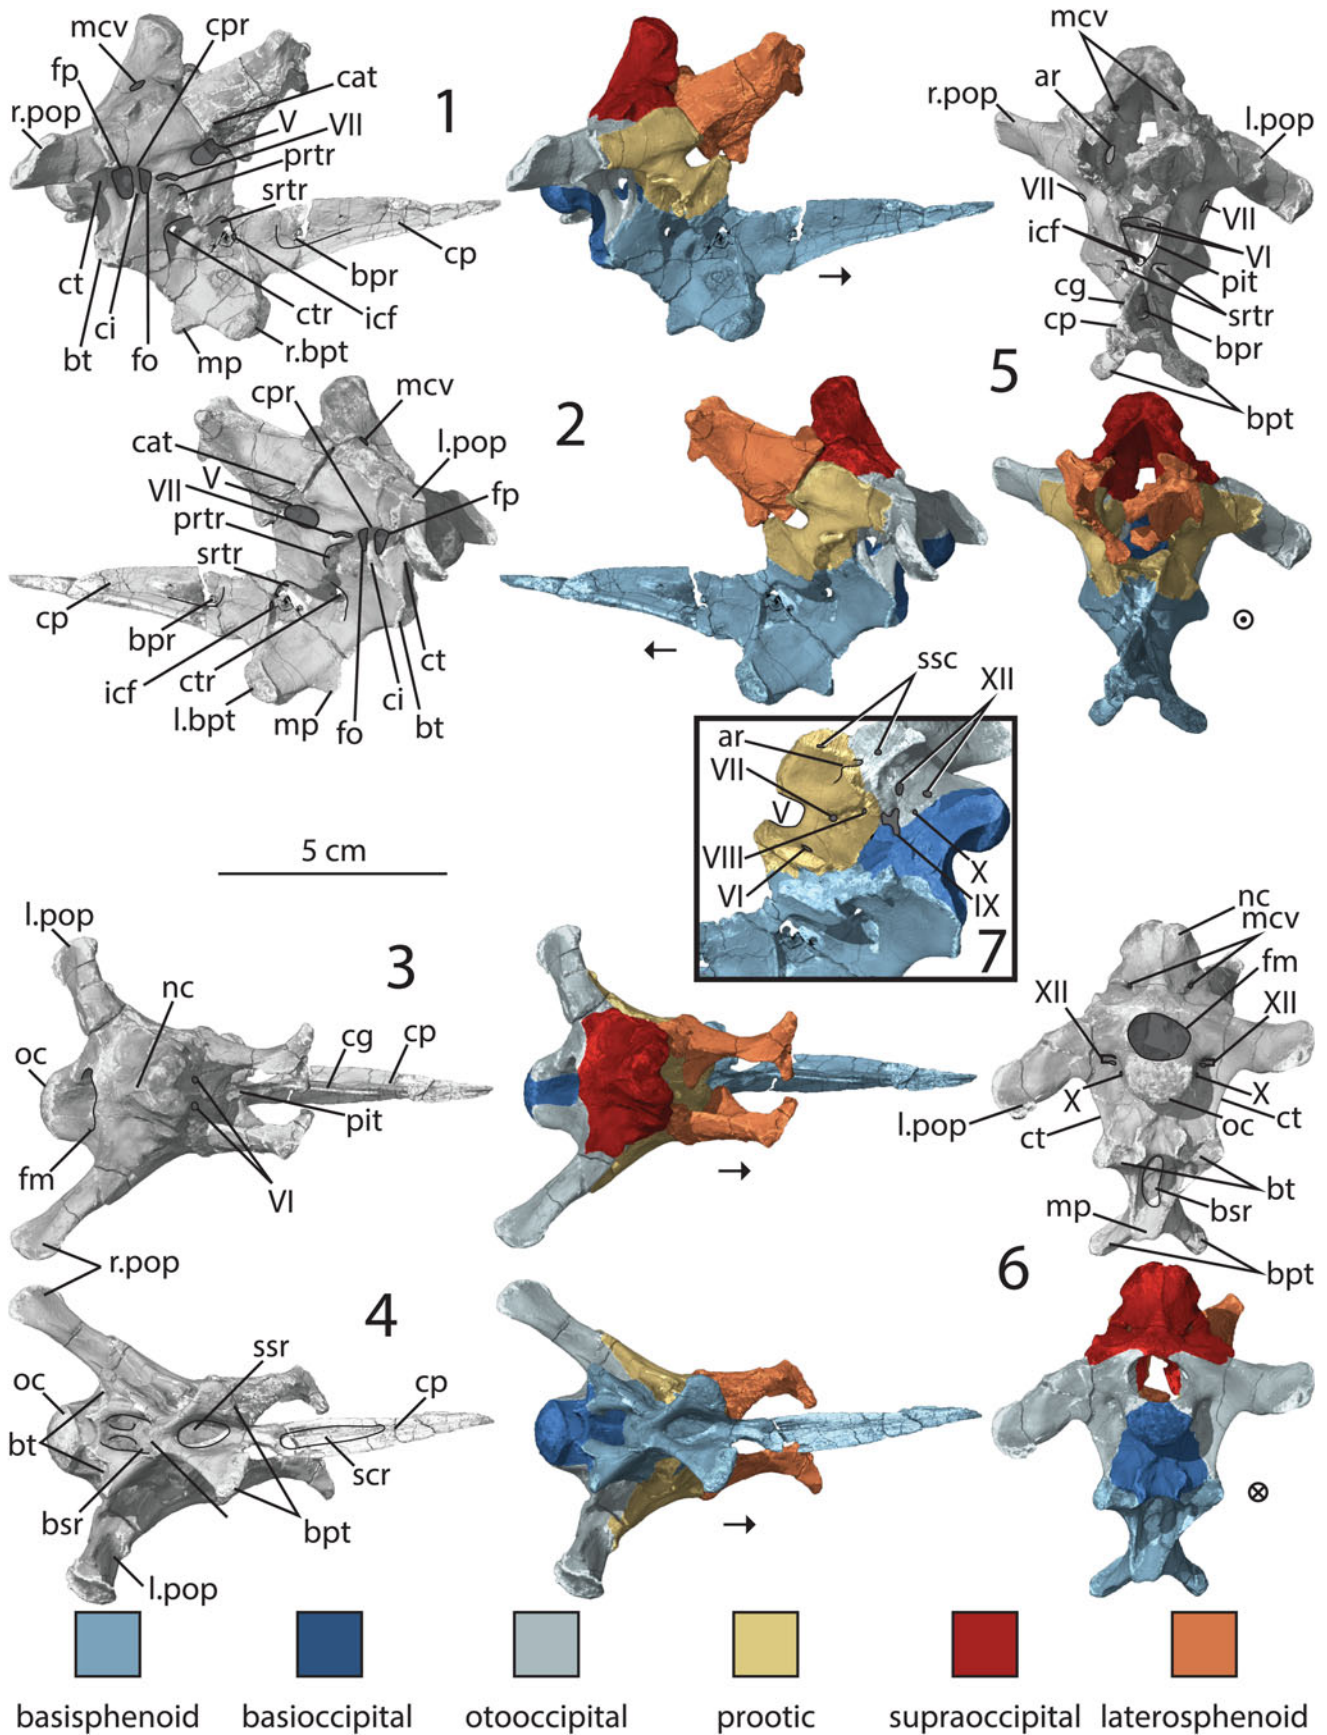 mcv
cpr
fp
cat
r.pop
1
V
VII
prtr
srtr
ct
ci
bt
fo
mp
r.bpt
ctr
icf
bpr
cp
mcv
r.pop
ar
l.pop
VII
VII
icf
VI
pit
cg
srtr
cp
bpr
5
bpt
cpr
mcv
2
cat
l.pop
V
VII
fp
prtr
srtr
cp
bpr
icf
ctr
l.bpt
mp
fo
ci
bt
ct
ssc
XII
ar
VII
V
VIII
VI
X
IX
7
5 cm
l.pop
3
nc
cg
cp
oc
pit
fm
VI
r.pop
nc
mcv
fm
XII
XII
X
X
l.pop
ct
oc
ct
bt
bsr
mp
bpt
6
4
ssr
cp
oc
bt
scr
bsr
bpt
l.pop
basisphenoid basioccipital otooccipital prootic supraoccipital laterosphenoid